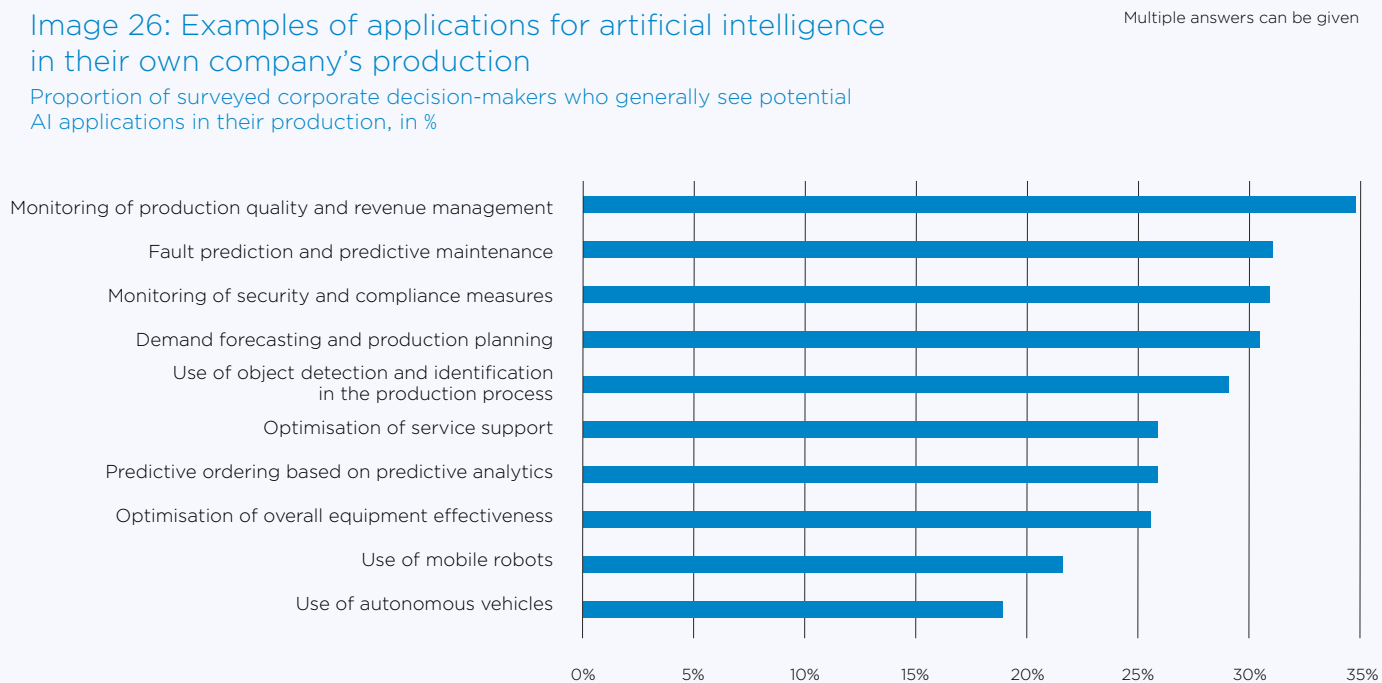 Image 26: Examples of applications for artificial intelligence
in their own company’s production
Multiple answers can be given
Proportion of surveyed corporate decision-makers who generally see potential
AI applications in their production, in %
Monitoring of production quality and revenue management
Fault prediction and predictive maintenance
Monitoring of security and compliance measures
Demand forecasting and production planning
Use of object detection and identification
in the production process
Optimisation of service support
Predictive ordering based on predictive analytics
Optimisation of overall equipment effectiveness
Use of mobile robots
Use of autonomous vehicles
0% 5% 10% 15% 20% 25% 30% 35%